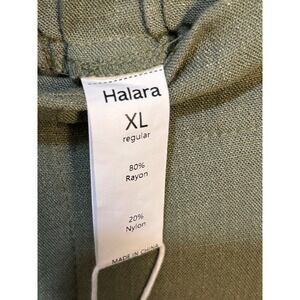 Halara
XL
regular
80%
Rayon
20%
Nylon
MADE IN CHINA